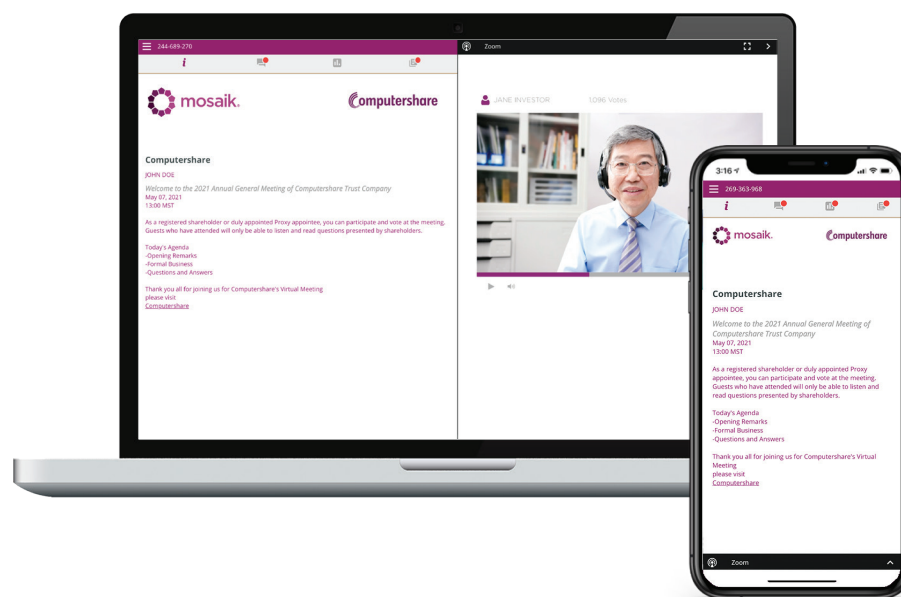 244-689-270
Zoom
i
mosaik.
Computershare
JANE INVESTOR 1,096 Votes
Computershare
JOHN DOE
Welcome to the 2021 Annual General Meeting of Computershare Trust Company
May 07, 2021
13:00 MST
As a registered shareholder or duly appointed Proxy appointee, you can participate and vote at the meeting.
Guests who have attended will only be able to listen and read questions presented by shareholders.
Today's Agenda
-Opening Remarks
-Formal Business
-Questions and Answers
Thank you all for joining us for Computershare's Virtual Meeting
please visit
Computershare
3:16
269-363-968
i
mosaik.
Computershare
Computershare
JOHN DOE
Welcome to the 2021 Annual General Meeting of
Computershare Trust Company
May 07, 2021
13:00 MST
As a registered shareholder or duly appointed Proxy
appointee, you can participate and vote at the meeting.
Guests who have attended will only be able to listen and
read questions presented by shareholders.
Today's Agenda
-Opening Remarks
-Formal Business
-Questions and Answers
Thank you all for joining us for Computershare's Virtual
Meeting
please visit
Computershare
Zoom